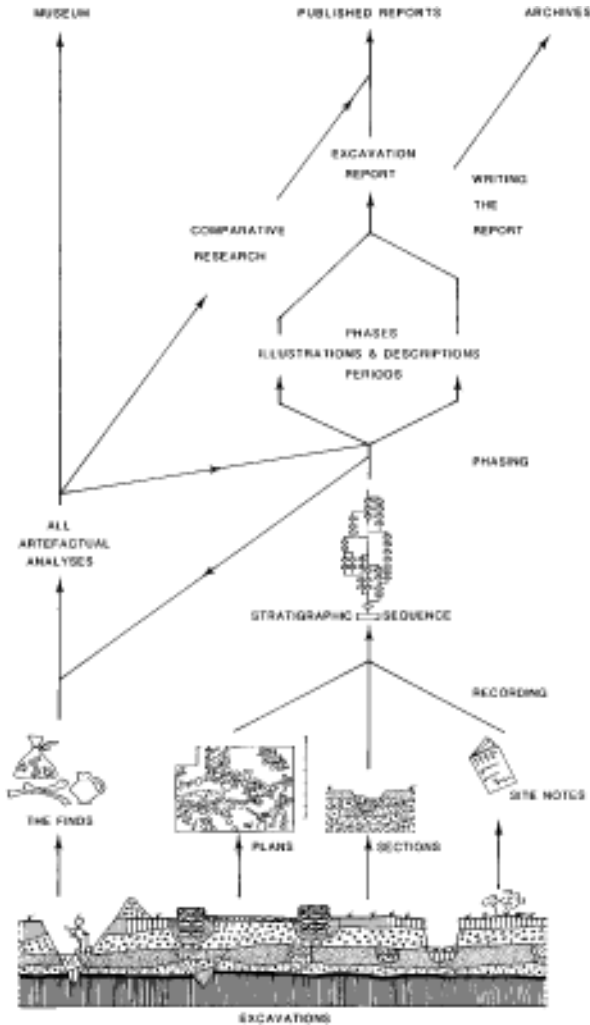 MUSEUM
PUBLISHED REPORTS
ARCHIVES
EXCAVATION
REPORT
WRITING
THE
REPORT
COMPARATIVE
RESEARCH
PHASES
ILLUSTRATIONS & DESCRIPTIONS
PERIODS
PHASING
ALL
ARTEFACTUAL
ANALYSES
STRATIGRAPHIC SEQUENCE
RECORDING
THE FINDS
PLANS
SECTIONS
SITE NOTES
EXCAVATIONS